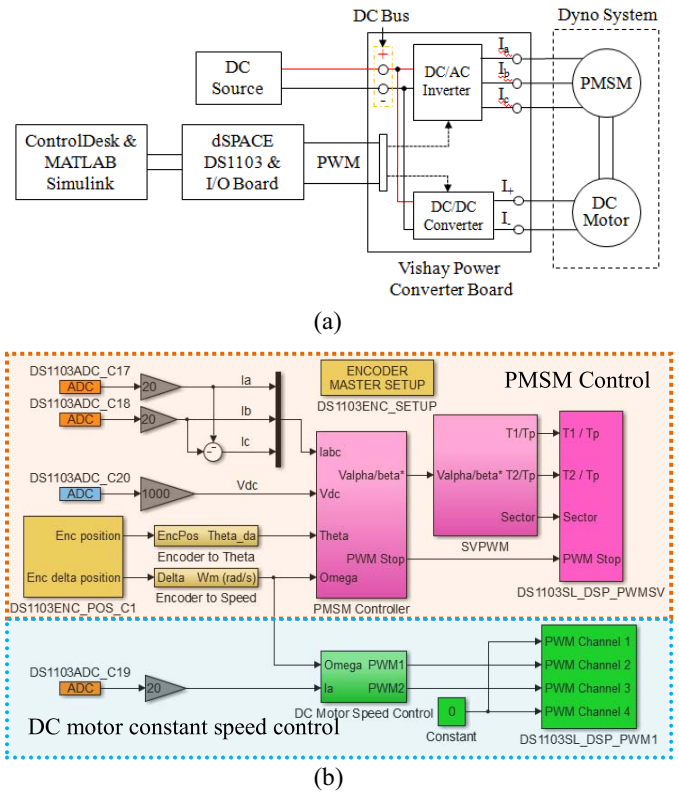 DC Bus
Dyno System
+
-
DC
Source
DC/AC
Inverter
Ia
Ib
Ic
PMSM
ControlDesk &
MATLAB
Simulink
dSPACE
DS1103 &
I/O Board
PWM
DC/DC
Converter
I+
I-
DC
Motor
Vishay Power
Converter Board
(a)
PMSM Control
DS1103ADC_C17
ADC
20
Ia
DS1103ADC_C18
ADC
20
Ib
Ic
ENCODER
MASTER SETUP
DS1103ENC_SETUP
DS1103ADC_C20
ADC
1000
Vdc
Iabc
Vdc
Theta
Omega
Valpha/beta*
PWM Stop
PMSM Controller
Valpha/beta*
T1/Tp
T2/Tp
Sector
SVPWM
T1 / Tp
T2 / Tp
Sector
PWM Stop
DS1103SL_DSP_PWMSV
Enc position
Enc delta position
DS1103ENC_POS_C1
EncPos Theta_da
Encoder to Theta
Delta Wm (rad/s)
Encoder to Speed
DS1103ADC_C19
ADC
20
Omega PWM1
Ia PWM2
DC Motor Speed Control
0
Constant
PWM Channel 1
PWM Channel 2
PWM Channel 3
PWM Channel 4
DS1103SL_DSP_PWM1
DC motor constant speed control
(b)